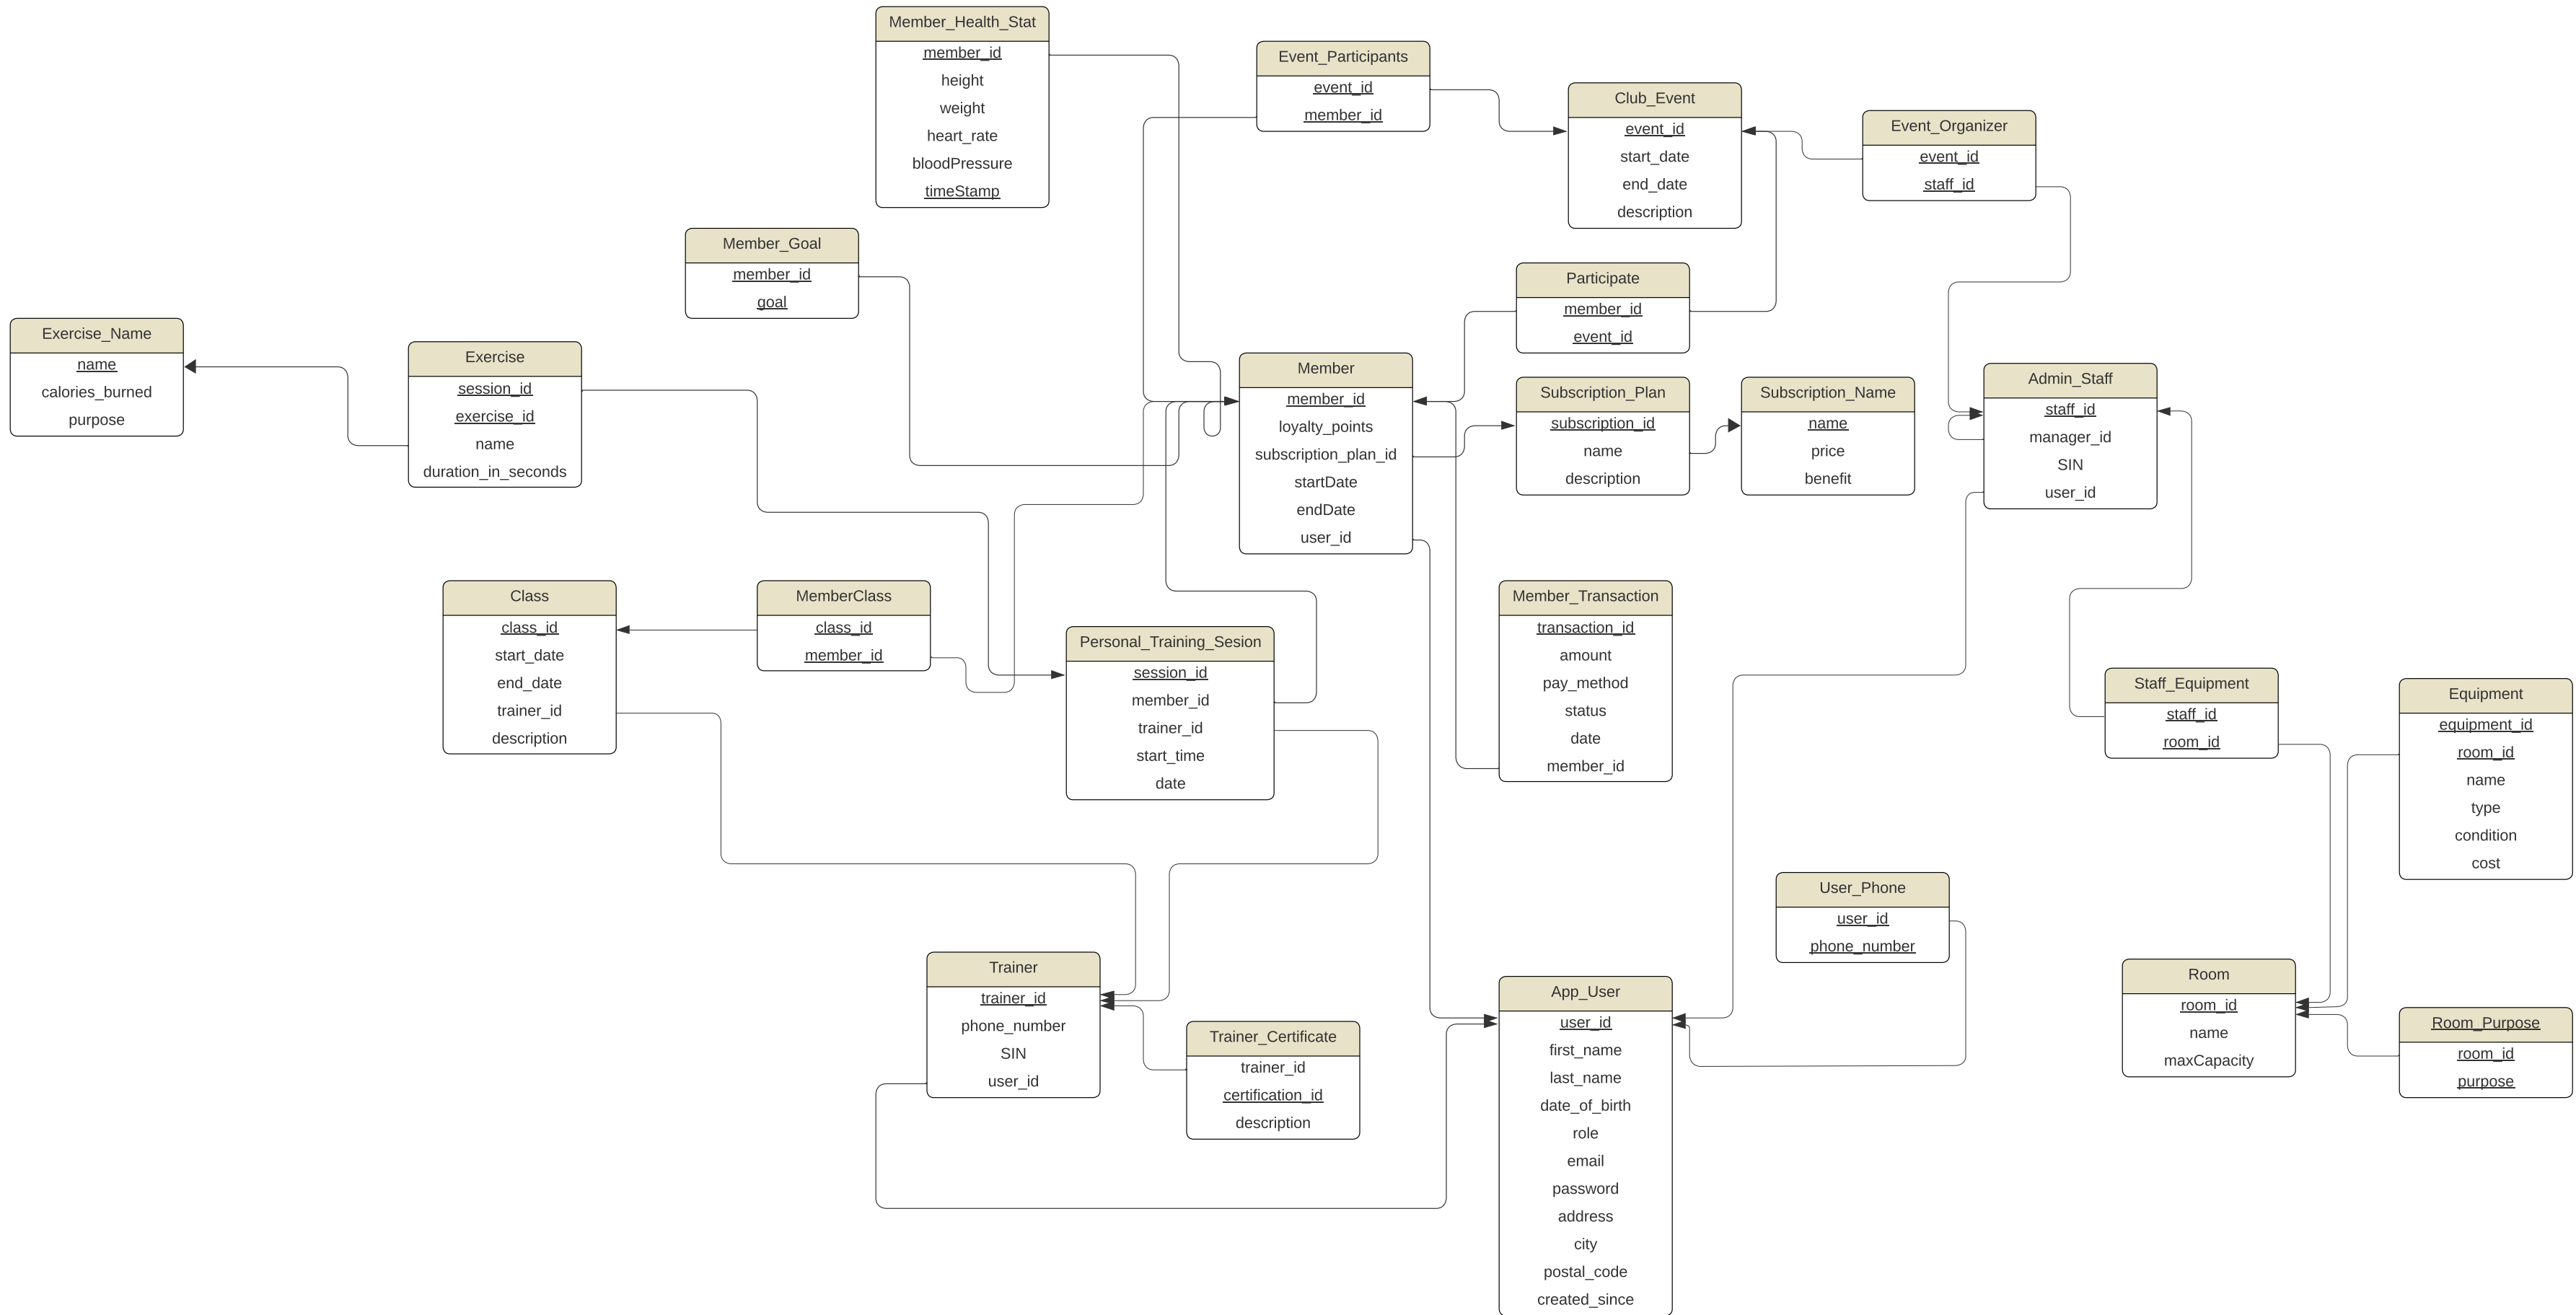 Member_Health_Stat
member_id
height
weight
heart_rate
bloodPressure
timeStamp
Event_Participants
event_id
member_id
Club_Event
event_id
start_date
end_date
description
Event_Organizer
event_id
staff_id
Member_Goal
member_id
goal
Participate
member_id
event_id
Exercise_Name
name
calories_burned
purpose
Exercise
session_id
exercise_id
name
duration_in_seconds
Member
member_id
loyalty_points
subscription_plan_id
startDate
endDate
user_id
Subscription_Plan
subscription_id
name
description
Subscription_Name
name
price
benefit
Admin_Staff
staff_id
manager_id
SIN
user_id
Class
class_id
start_date
end_date
trainer_id
description
MemberClass
class_id
member_id
Personal_Training_Sesion
session_id
member_id
trainer_id
start_time
date
Member_Transaction
transaction_id
amount
pay_method
status
date
member_id
Staff_Equipment
staff_id
room_id
Equipment
equipment_id
room_id
name
type
condition
cost
User_Phone
user_id
phone_number
Trainer
trainer_id
phone_number
SIN
user_id
Trainer_Certificate
trainer_id
certification_id
description
App_User
user_id
first_name
last_name
date_of_birth
role
email
password
address
city
postal_code
created_since
Room
room_id
name
maxCapacity
Room_Purpose
room_id
purpose